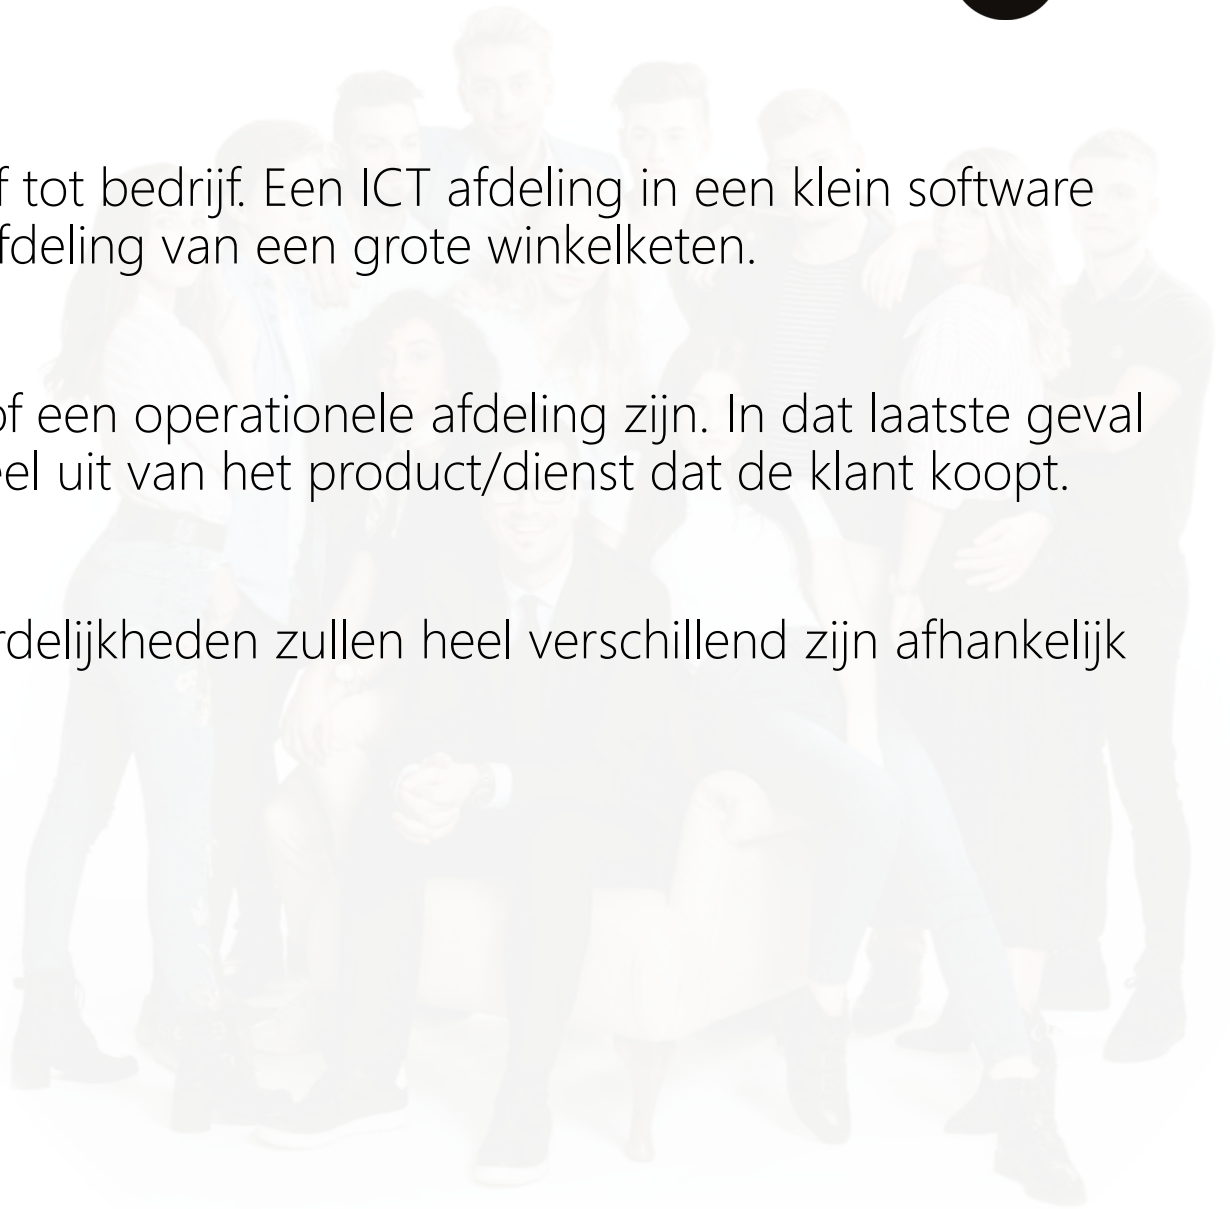 f tot bedrijf. Een ICT afdeling in een klein software
fdeling van een grote winkelketen.
of een operationele afdeling zijn. In dat laatste geval
eel uit van het product/dienst dat de klant koopt.
rdelijkheden zullen heel verschillend zijn afhankelijk